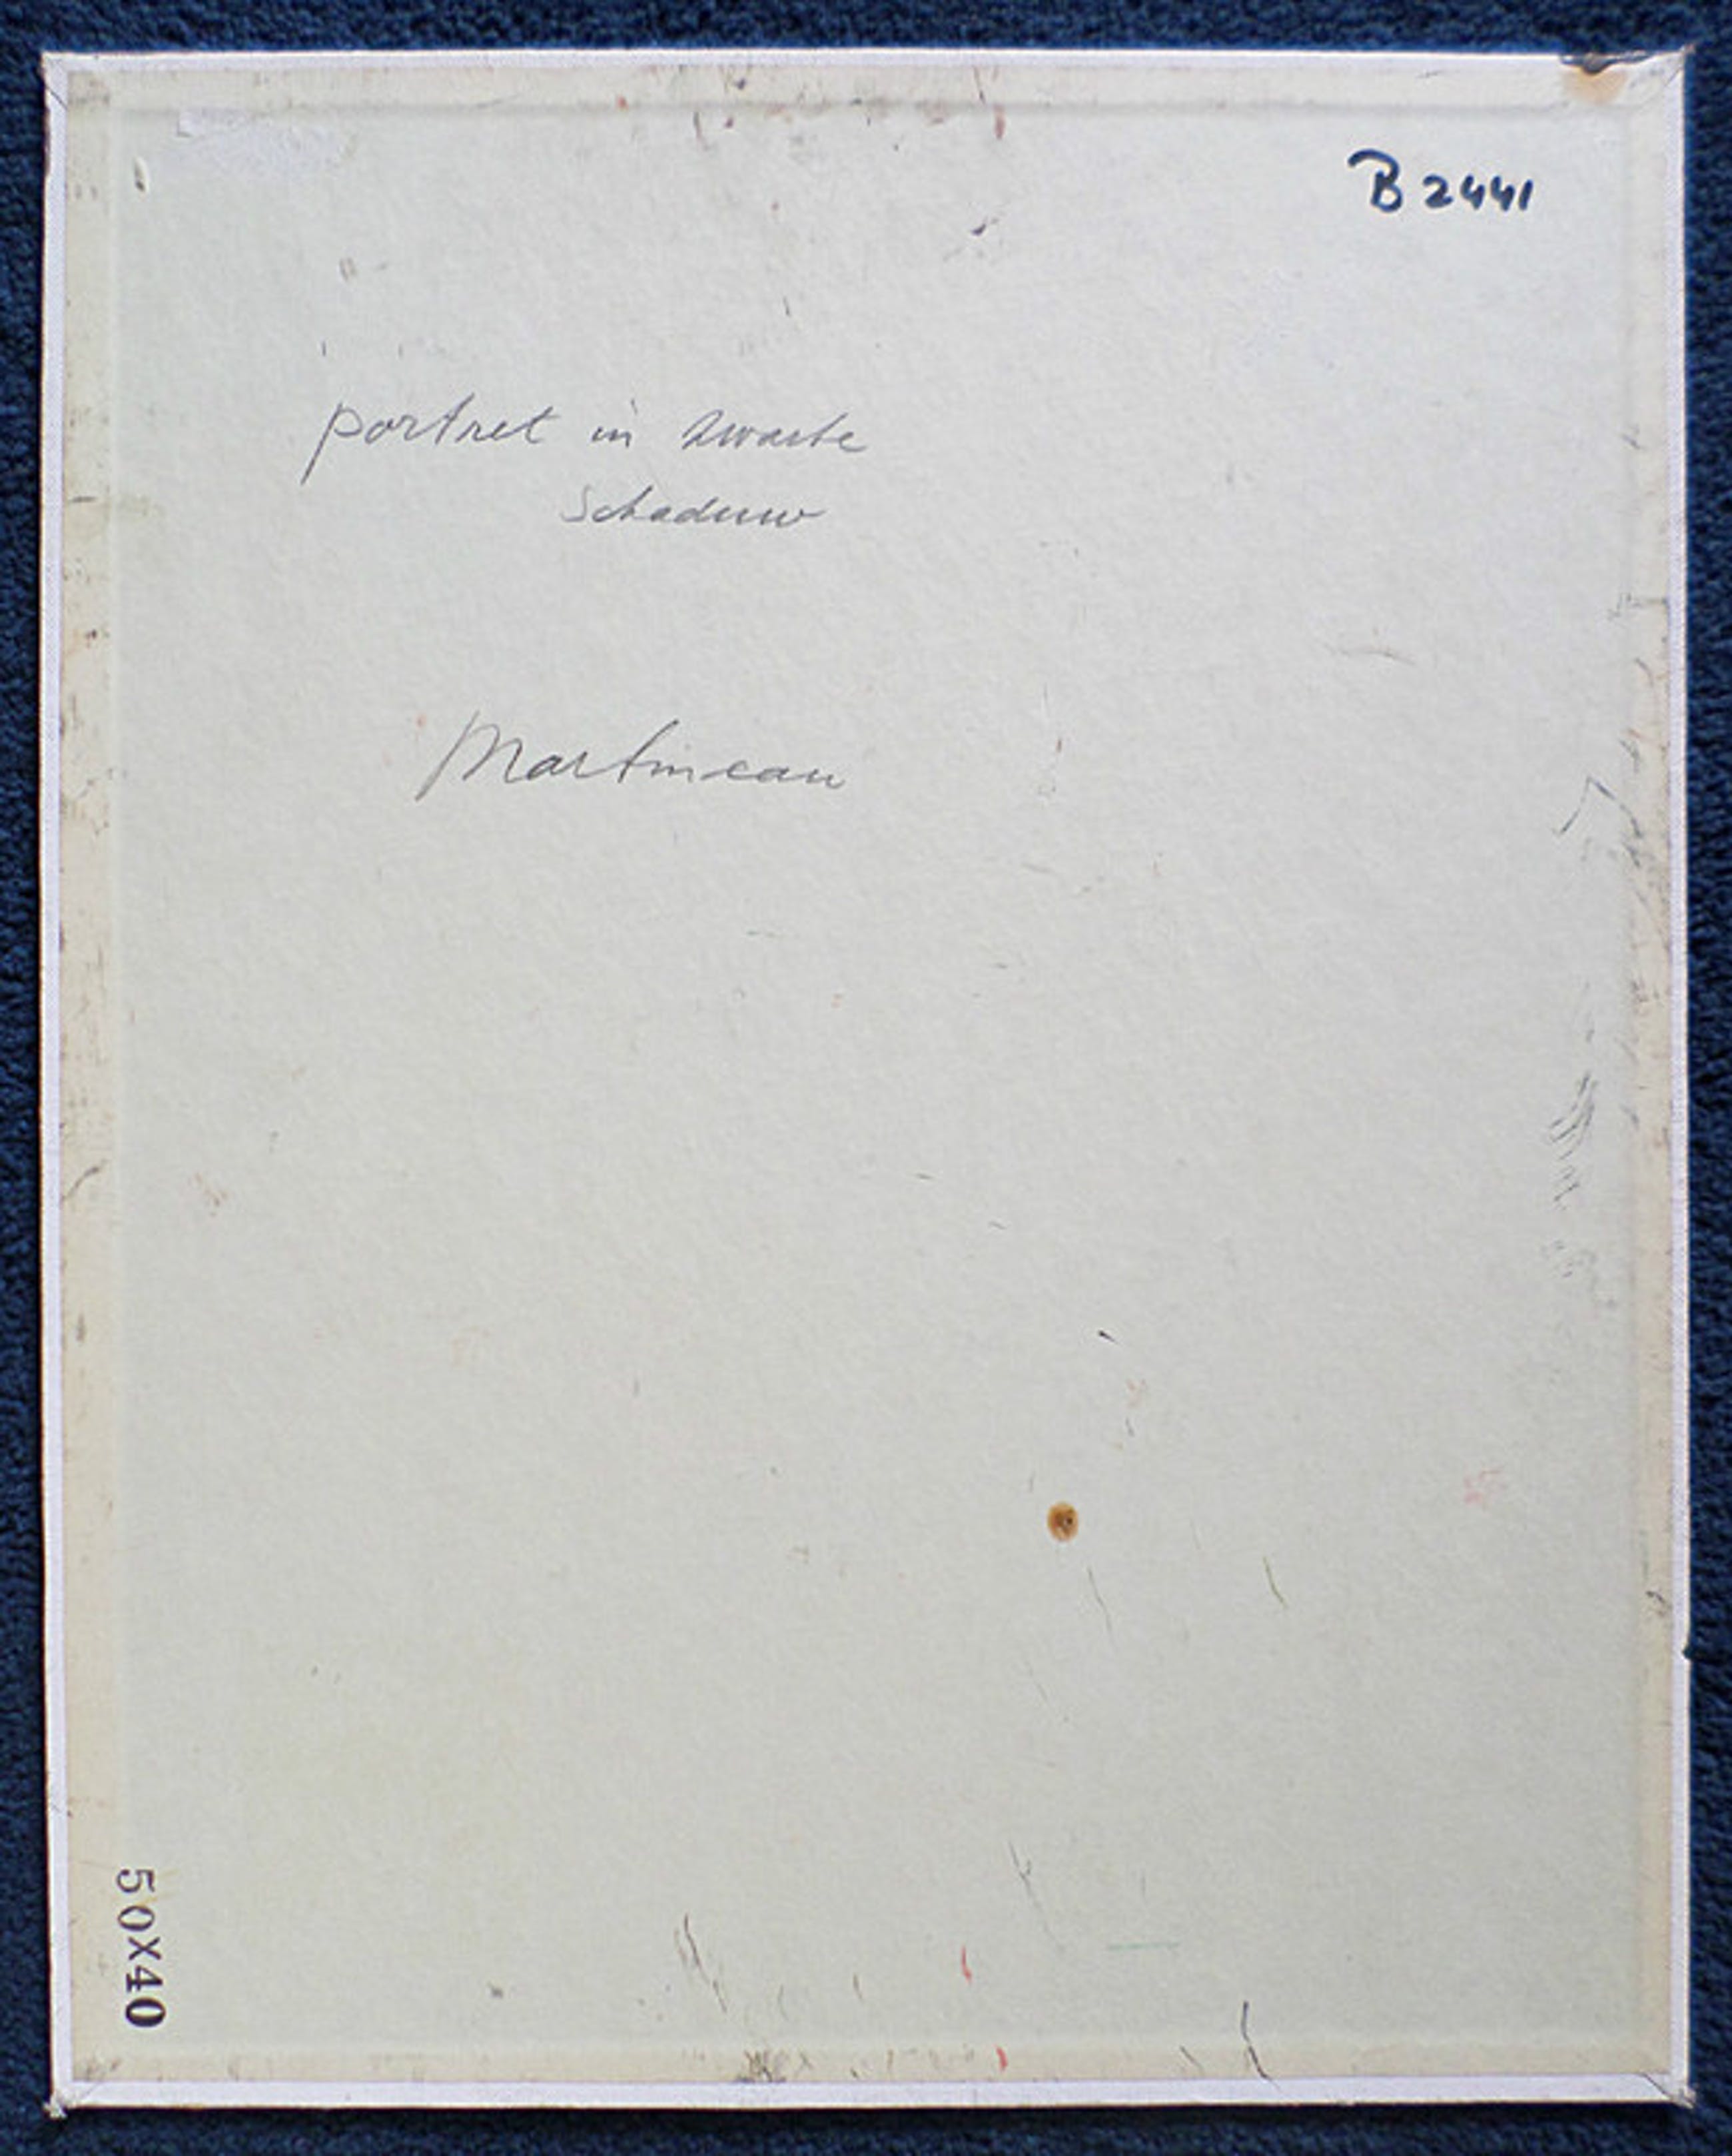 B 2441
portret in zwarte
schaduw
Martineau
50X40